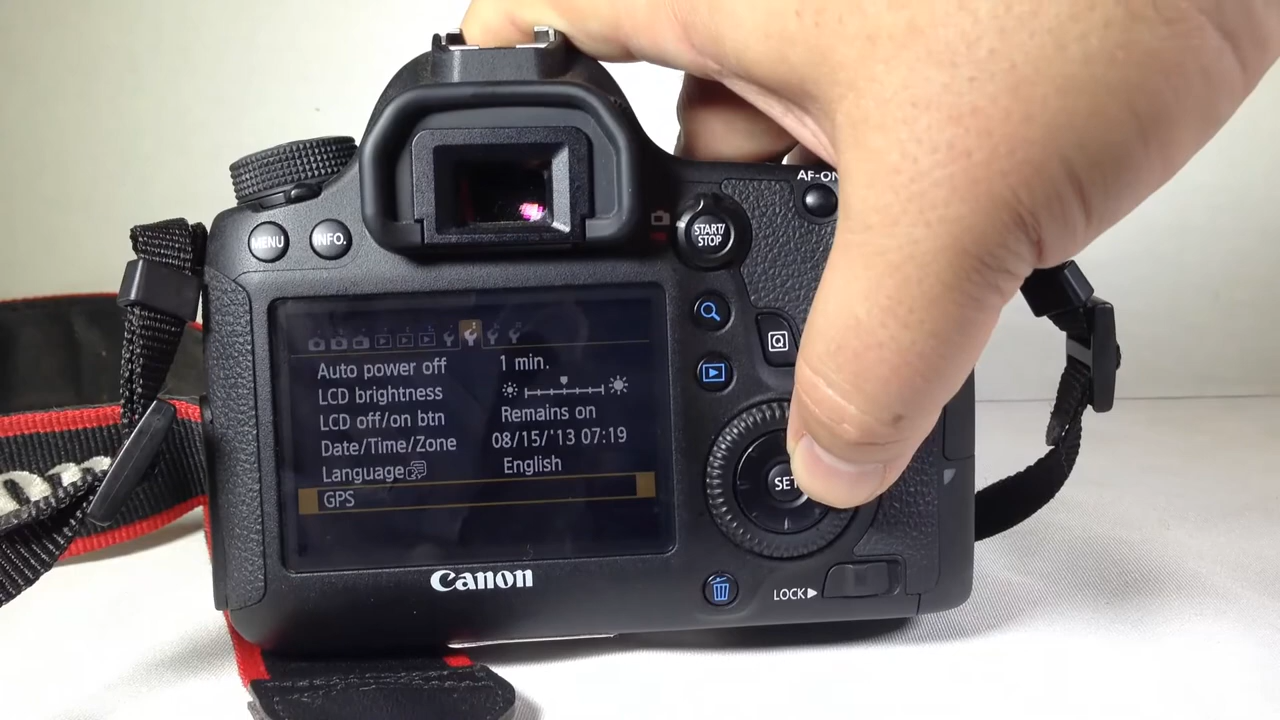 AF-ON
MENU
INFO.
START/
STOP
Q
Auto power off 1 min.
LCD brightness
LCD off/on btn Remains on
Date/Time/Zone 08/15/'13 07:19
Language English
GPS
SET
Canon
LOCK